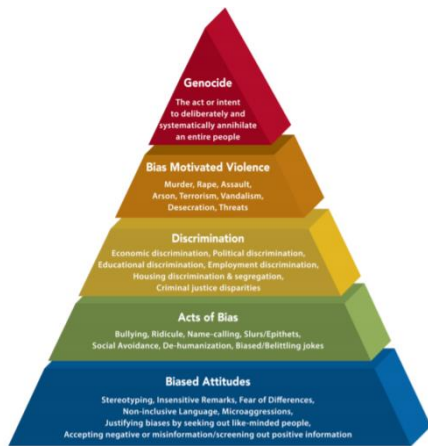 Genocide
The act or intent
to deliberately and
systematically annihilate
an entire people
Bias Motivated Violence
Murder, Rape, Assault,
Arson, Terrorism, Vandalism,
Desecration, Threats
Discrimination
Economic discrimination, Political discrimination,
Educational discrimination, Employment discrimination,
Housing discrimination & segregation,
Criminal justice disparities
Acts of Bias
Bullying, Ridicule, Name-calling, Slurs/Epithets,
Social Avoidance, De-humanization, Biased/Belittling jokes
Biased Attitudes
Stereotyping, Insensitive Remarks, Fear of Differences,
Non-inclusive Language, Microaggressions,
Justifying biases by seeking out like-minded people,
Accepting negative or misinformation/screening out positive information